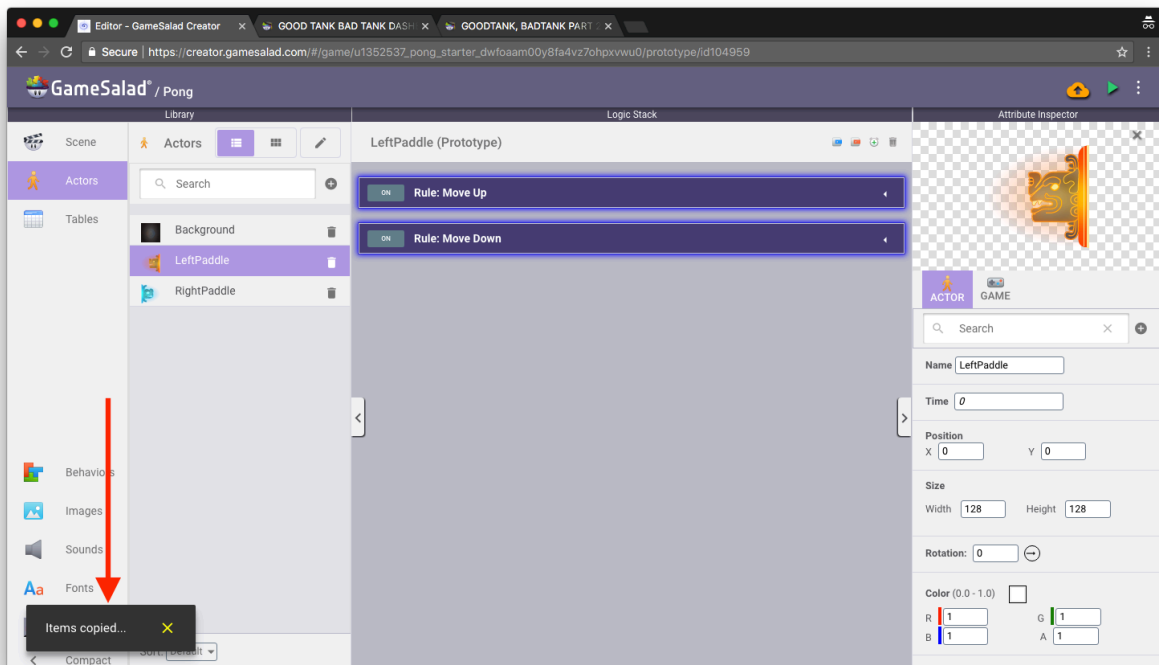 Editor - GameSalad Creator
GOOD TANK BAD TANK DASH
GOODTANK, BADTANK PART
Secure | https://creator.gamesalad.com/#/game/u1352537_pong_starter_dwfoaam00y8fa4vz7ohpxvwu0/prototype/id104959
GameSalad® / Pong
Library
Logic Stack
Attribute Inspector
Scene
Actors
LeftPaddle (Prototype)
Actors
Search
ON Rule: Move Up
Tables
Background
ON Rule: Move Down
LeftPaddle
RightPaddle
ACTOR
GAME
Search
Name LeftPaddle
Time 0
Position
X 0 Y 0
Behaviors
Size
Images
Width 128 Height 128
Sounds
Rotation: 0
Aa Fonts
Color (0.0 - 1.0)
Items copied...
R 1 G 1
B 1 A 1
Sort: Default
Compact